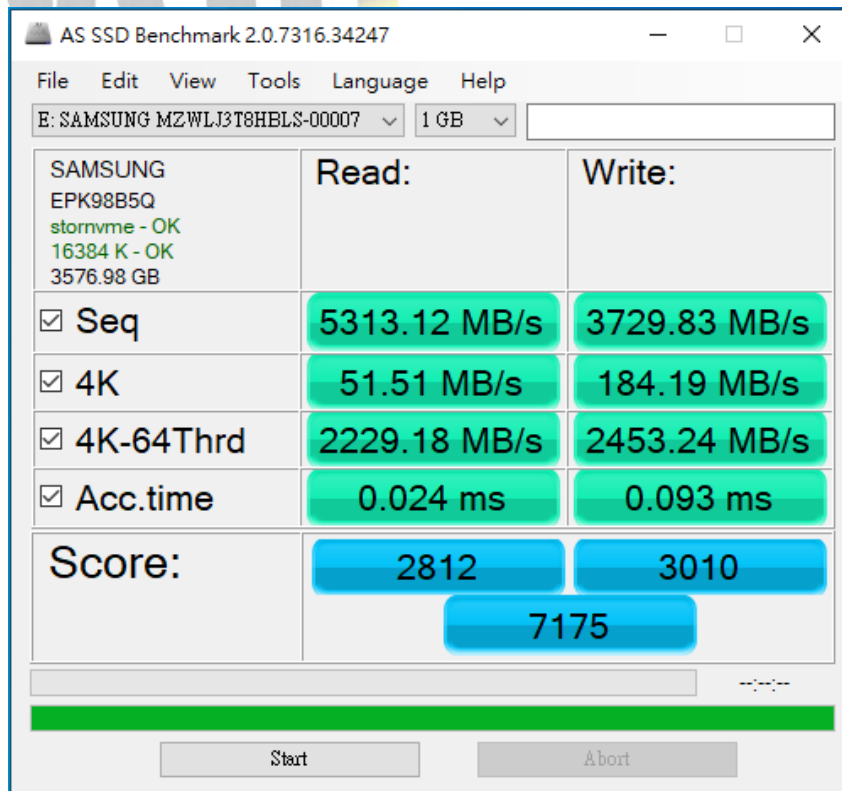 AS SSD Benchmark 2.0.7316.34247
File Edit View Tools Language Help
E: SAMSUNG MZWLJ3T8HBLS-00007 1 GB
SAMSUNG
EPK98B5Q
stornvme - OK
16384 K - OK
3576.98 GB
Read: Write:
Seq 5313.12 MB/s 3729.83 MB/s
4K 51.51 MB/s 184.19 MB/s
4K-64Thrd 2229.18 MB/s 2453.24 MB/s
Acc.time 0.024 ms 0.093 ms
Score: 2812 3010
7175
--:--:--
Start Abort